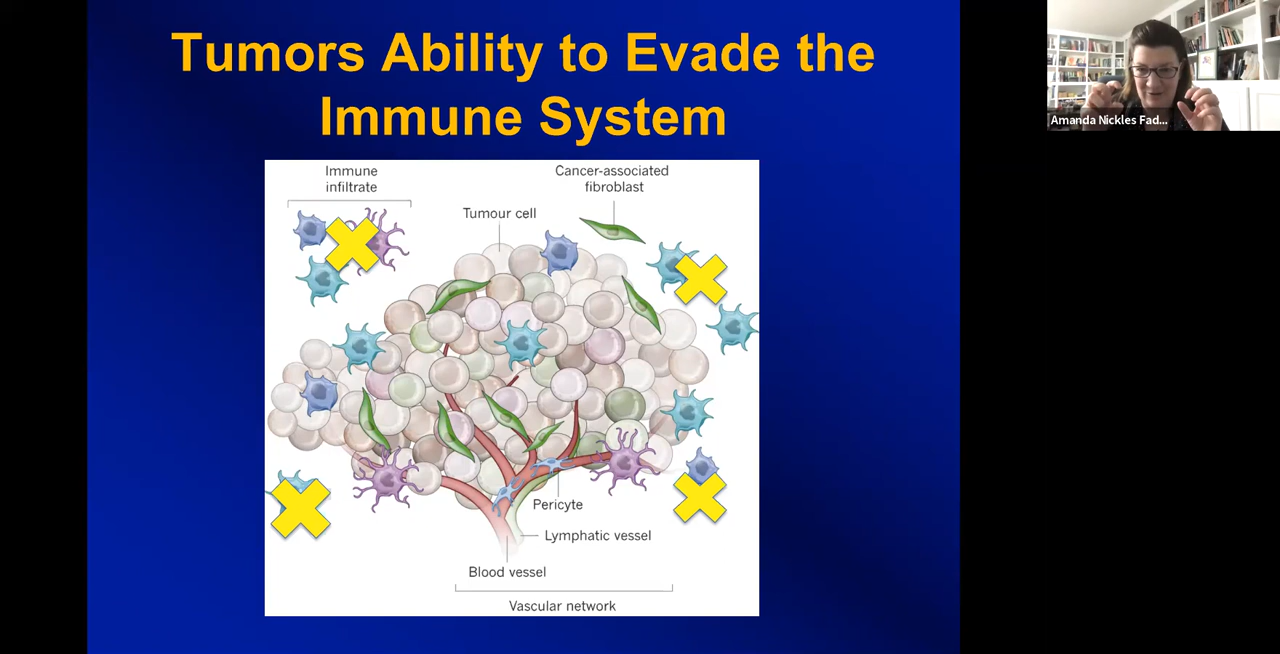 Tumors Ability to Evade the
Immune System
Immune
infiltrate
Cancer-associated
fibroblast
Tumour cell
Pericyte
Lymphatic vessel
Blood vessel
Vascular network
Amanda Nickles Fad...